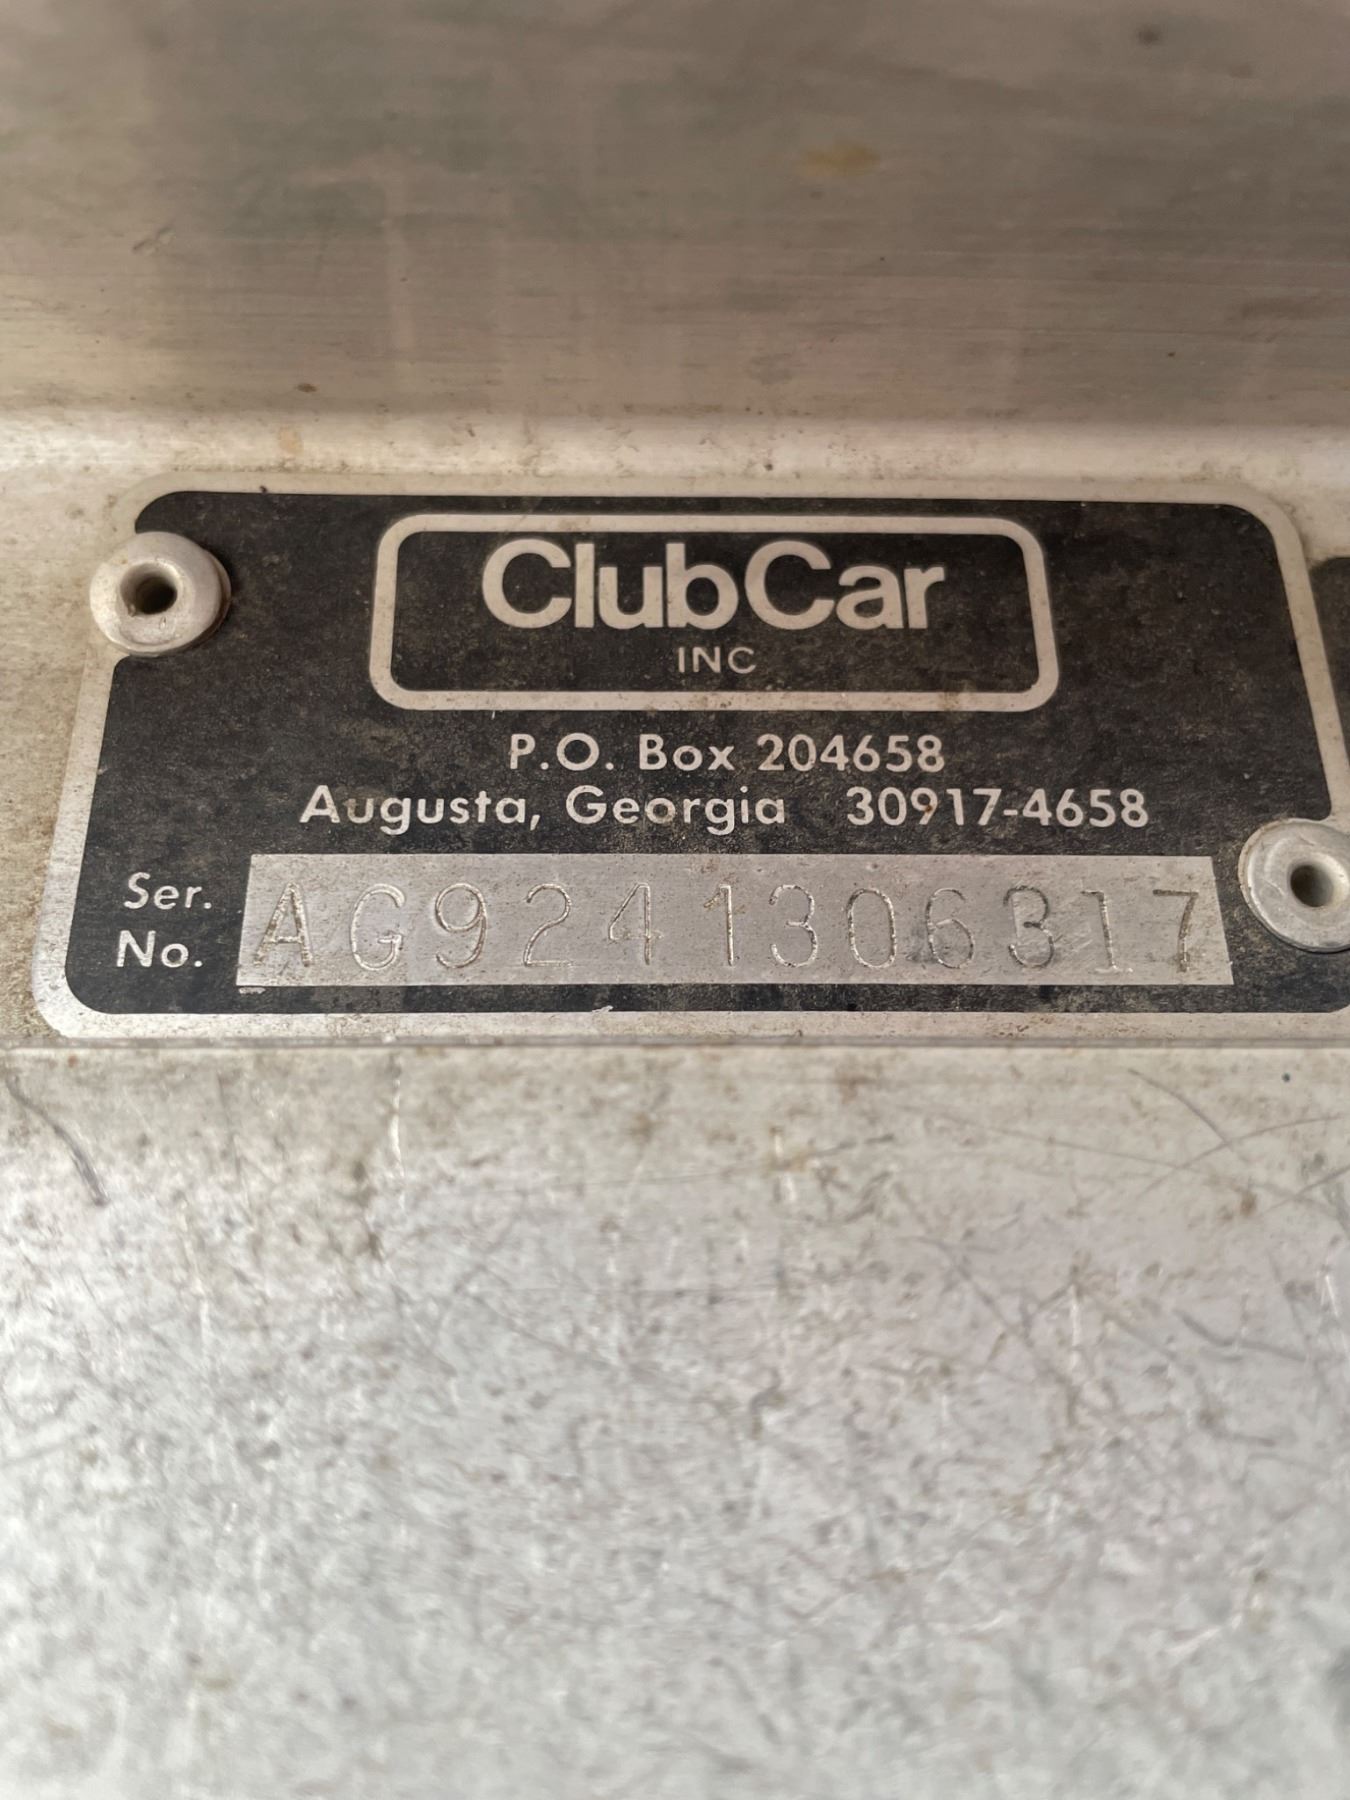 ClubCar
INC
P.O. Box 204658
Augusta, Georgia 30917-4658
Ser. No. AG9241306317